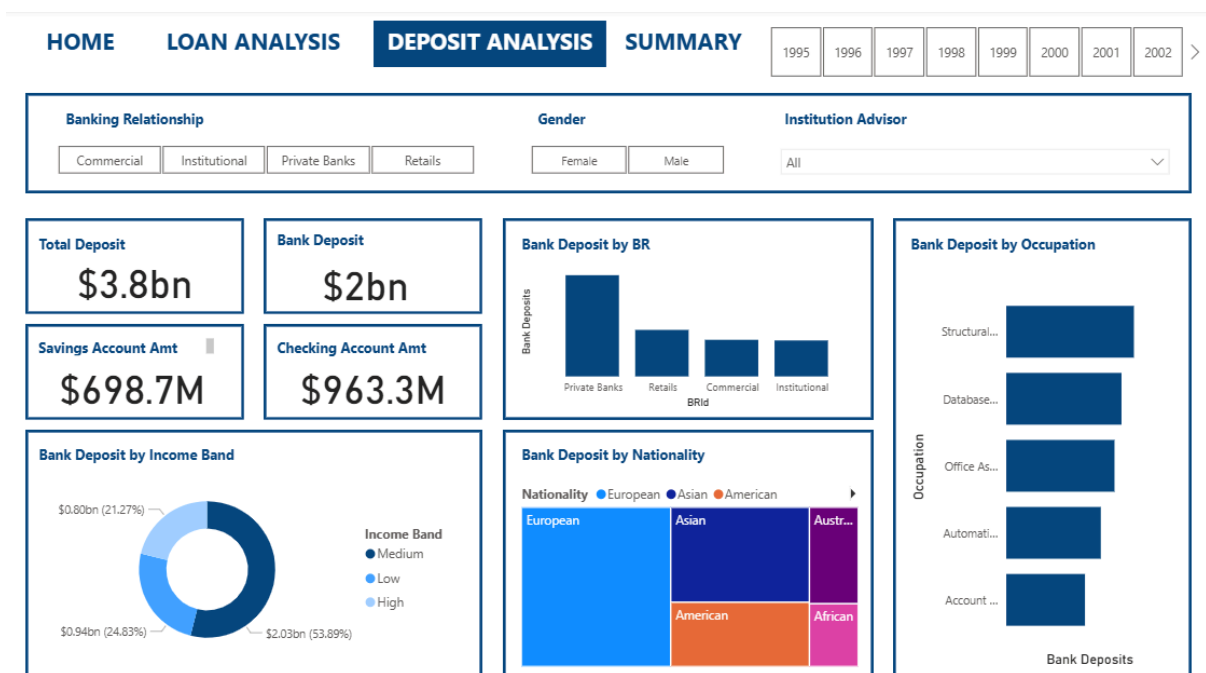 HOME LOAN ANALYSIS DEPOSIT ANALYSIS SUMMARY
1995 1996 1997 1998 1999 2000 2001 2002
Banking Relationship
Commercial Institutional Private Banks Retails
Gender
Female Male
Institution Advisor
All
Total Deposit
$3.8bn
Bank Deposit
$2bn
Savings Account Amt
$698.7M
Checking Account Amt
$963.3M
Bank Deposit by BR
Bank Deposits
Private Banks Retails Commercial Institutional
BRId
Bank Deposit by Occupation
Occupation
Structural...
Database...
Office As...
Automati...
Account ...
Bank Deposits
Bank Deposit by Income Band
$0.80bn (21.27%)
$0.94bn (24.83%)
$2.03bn (53.89%)
Income Band
Medium
Low
High
Bank Deposit by Nationality
Nationality European Asian American
European
Asian
Austr...
American
African